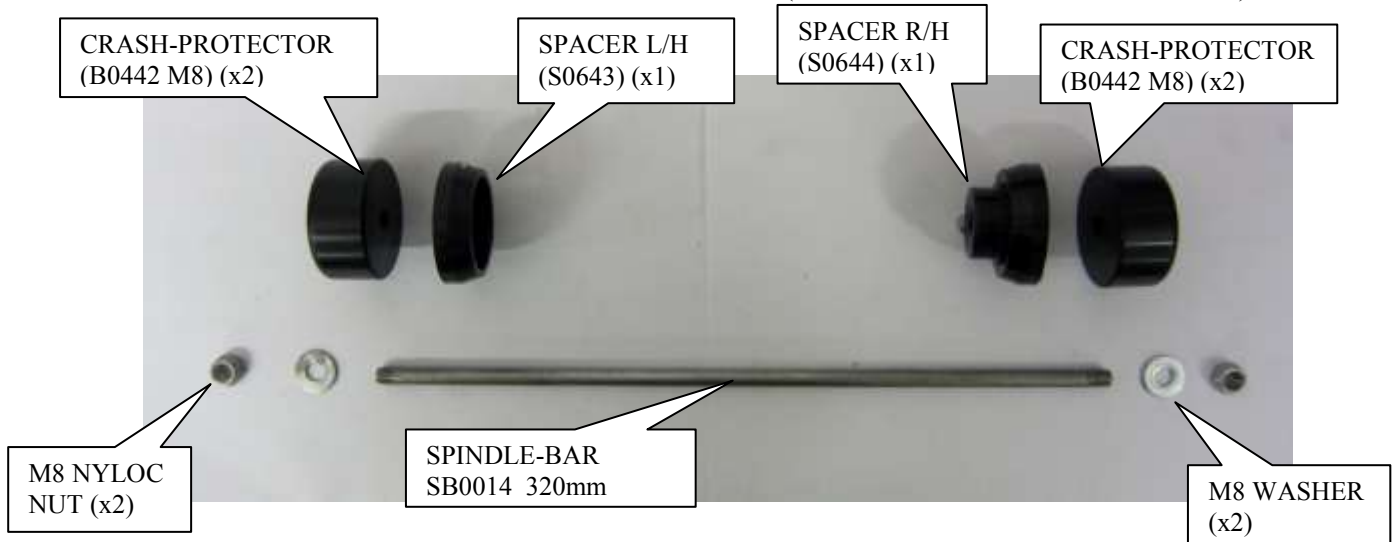 CRASH-PROTECTOR
(B0442 M8) (x2)
SPACER L/H
(S0643) (x1)
SPACER R/H
(S0644) (x1)
CRASH-PROTECTOR
(B0442 M8) (x2)
M8 NYLOC
NUT (x2)
SPINDLE-BAR
SB0014 320mm
M8 WASHER
(x2)